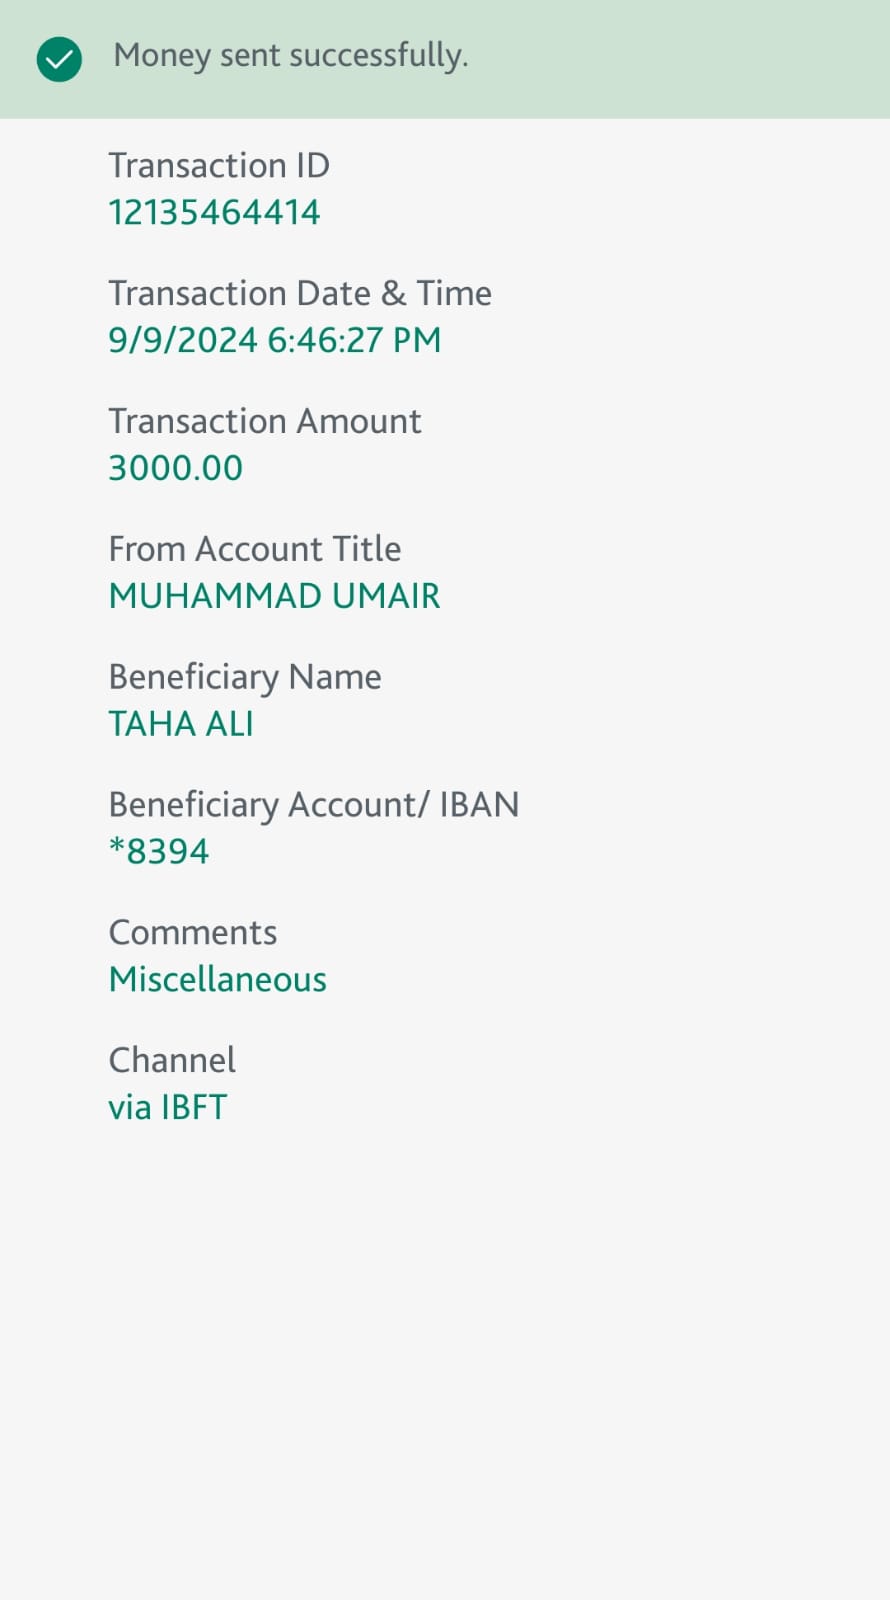 Money sent successfully.
Transaction ID
12135464414
Transaction Date & Time
9/9/2024 6:46:27 PM
Transaction Amount
3000.00
From Account Title
MUHAMMAD UMAIR
Beneficiary Name
TAHA ALI
Beneficiary Account/ IBAN
*8394
Comments
Miscellaneous
Channel
via IBFT